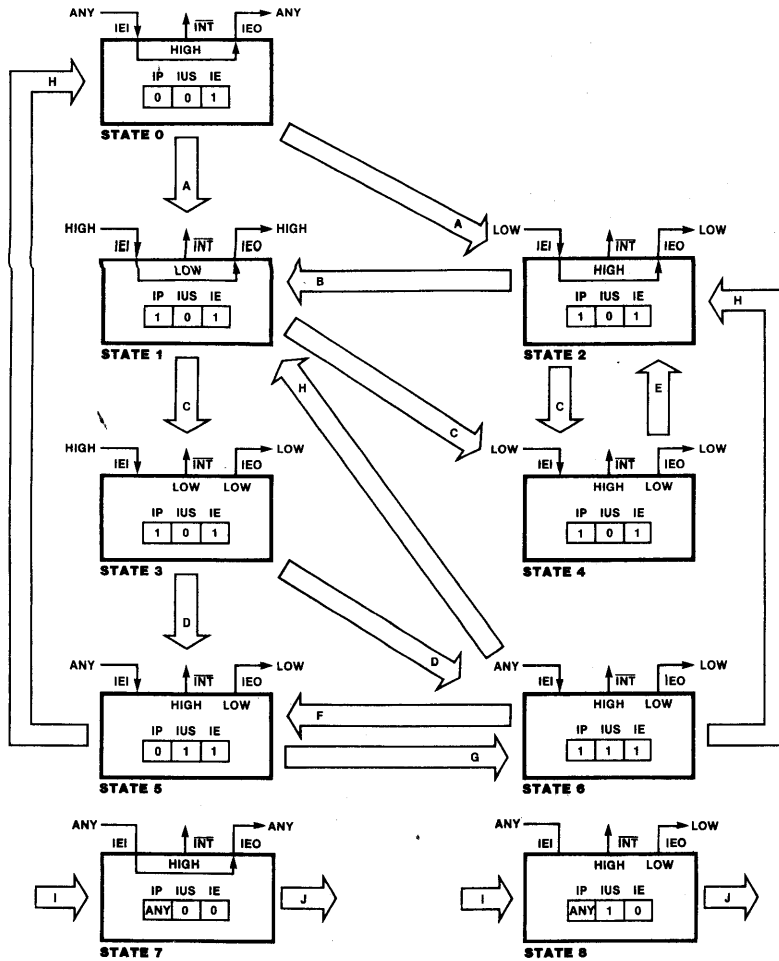 ANY INT ANY
IEI IEO
HIGH
H
IP IUS IE
0 0 1
STATE 0
A
A
HIGH INT HIGH
IEI IEO
LOW
IP IUS IE
1 0 1
STATE 1
LOW INT LOW
IEI IEO
HIGH
IP IUS IE
1 0 1
STATE 2
B
H
C
H
C
C
E
HIGH INT LOW
IEI IEO
LOW LOW
IP IUS IE
1 0 1
STATE 3
LOW INT LOW
IEI IEO
HIGH LOW
IP IUS IE
1 0 1
STATE 4
D
D
ANY INT LOW
IEI IEO
HIGH LOW
IP IUS IE
0 1 1
STATE 5
F
G
ANY INT LOW
IEI IEO
HIGH LOW
IP IUS IE
1 1 1
STATE 6
ANY INT ANY
IEI IEO
HIGH
I
IP IUS IE
ANY 0 0
J
STATE 7
ANY INT LOW
IEI IEO
HIGH LOW
I
IP IUS IE
ANY 1 0
J
STATE 8